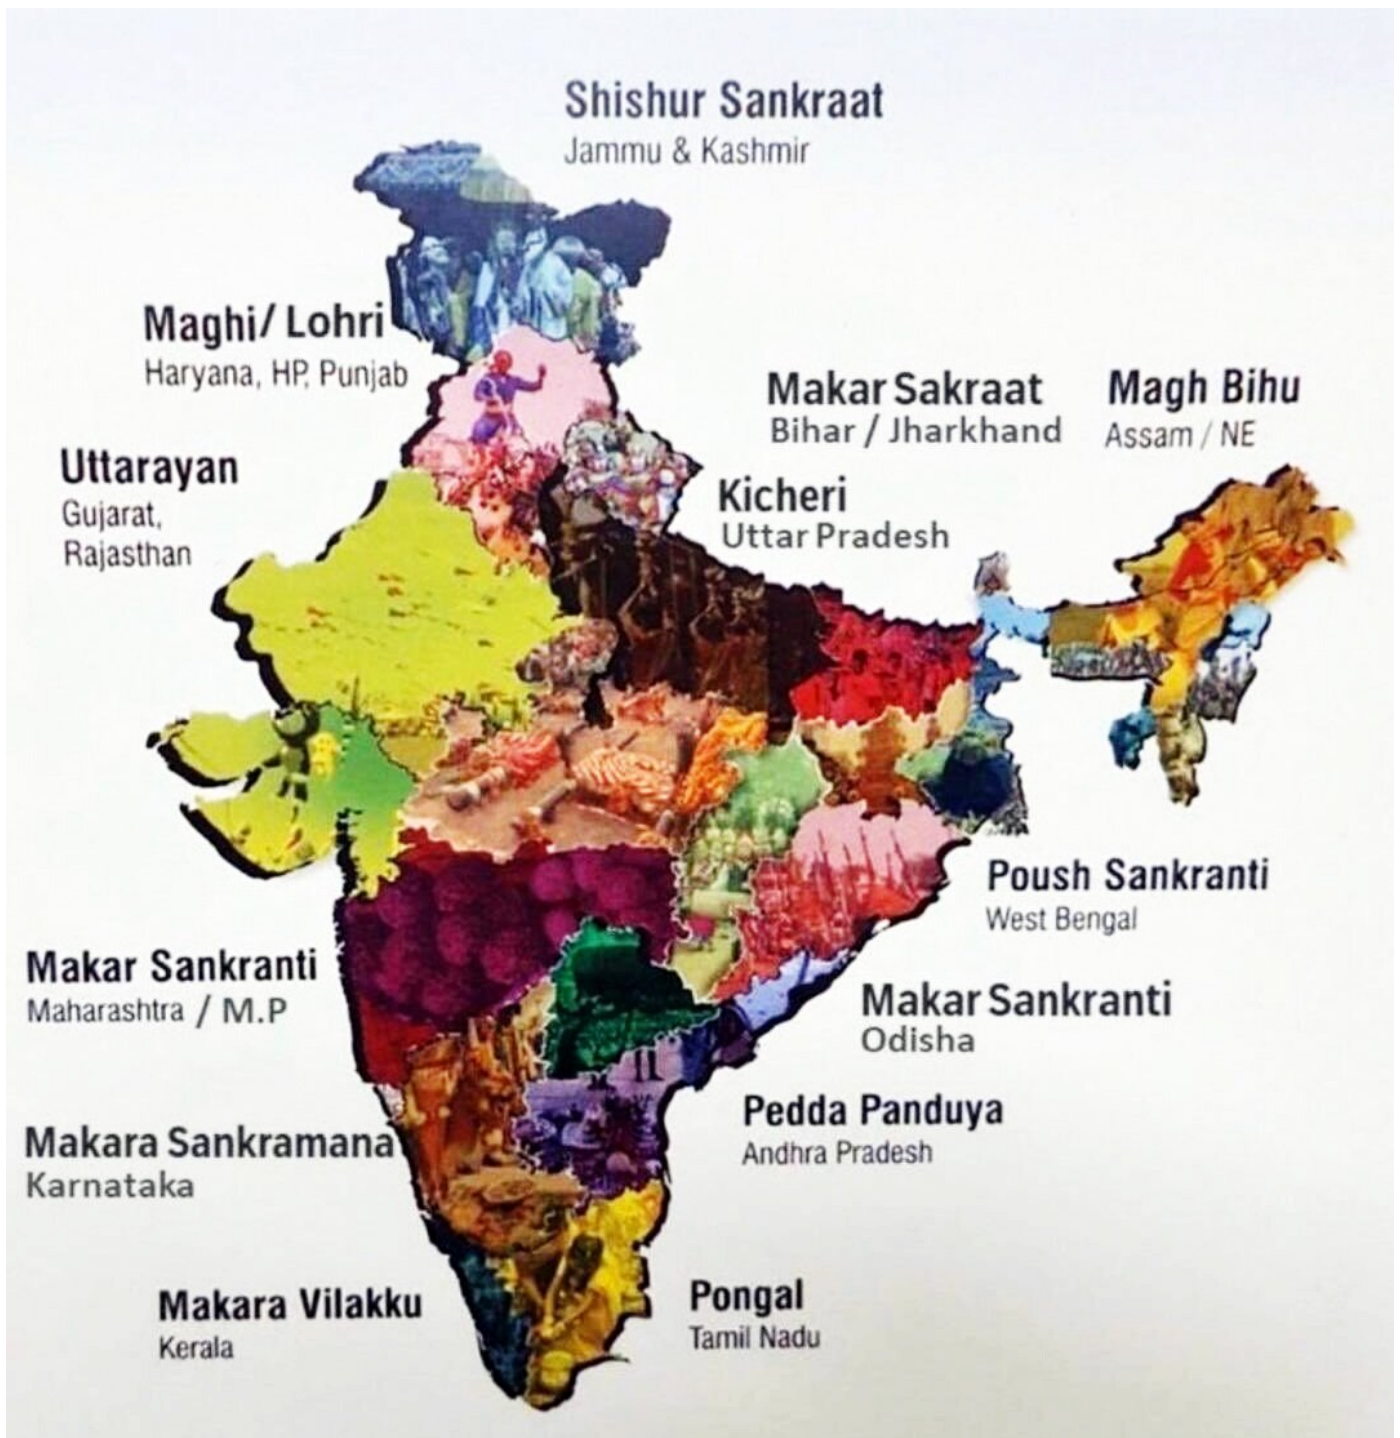 Shishur Sankraat
Jammu & Kashmir
Maghi/ Lohri
Haryana, HP, Punjab
Makar Sakraat
Bihar / Jharkhand
Magh Bihu
Assam / NE
Uttarayan
Gujarat,
Rajasthan
Kicheri
Uttar Pradesh
Poush Sankranti
West Bengal
Makar Sankranti
Maharashtra / M.P
Makar Sankranti
Odisha
Pedda Panduya
Andhra Pradesh
Makara Sankramana
Karnataka
Makara Vilakku
Kerala
Pongal
Tamil Nadu